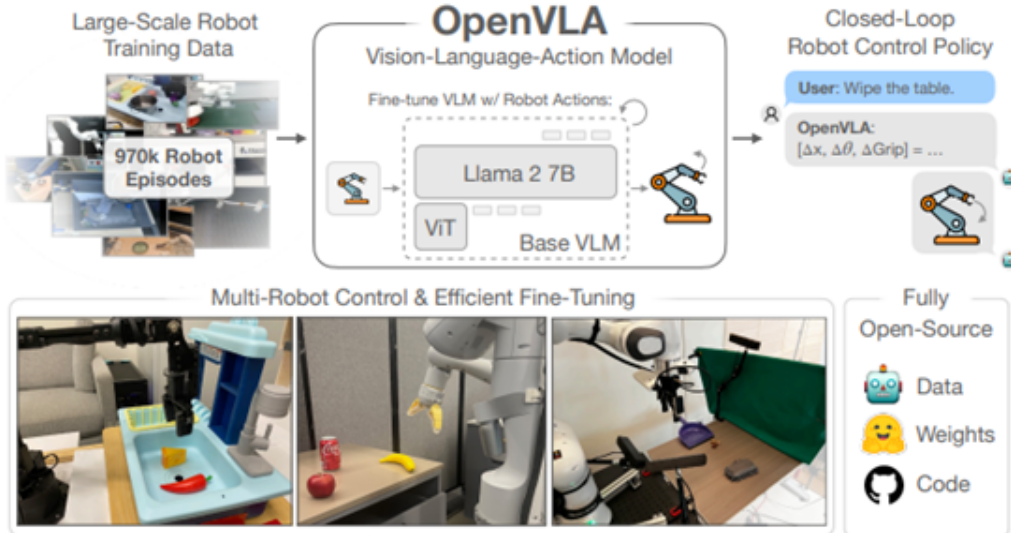 Large-Scale Robot
Training Data
970k Robot
Episodes
OpenVLA
Vision-Language-Action Model
Fine-tune VLM w/ Robot Actions:
Llama 2 7B
ViT
Base VLM
Closed-Loop
Robot Control Policy
User: Wipe the table.
OpenVLA:
[Δx, Δθ, ΔGrip] = ...
Multi-Robot Control & Efficient Fine-Tuning
Fully
Open-Source
Data
Weights
Code